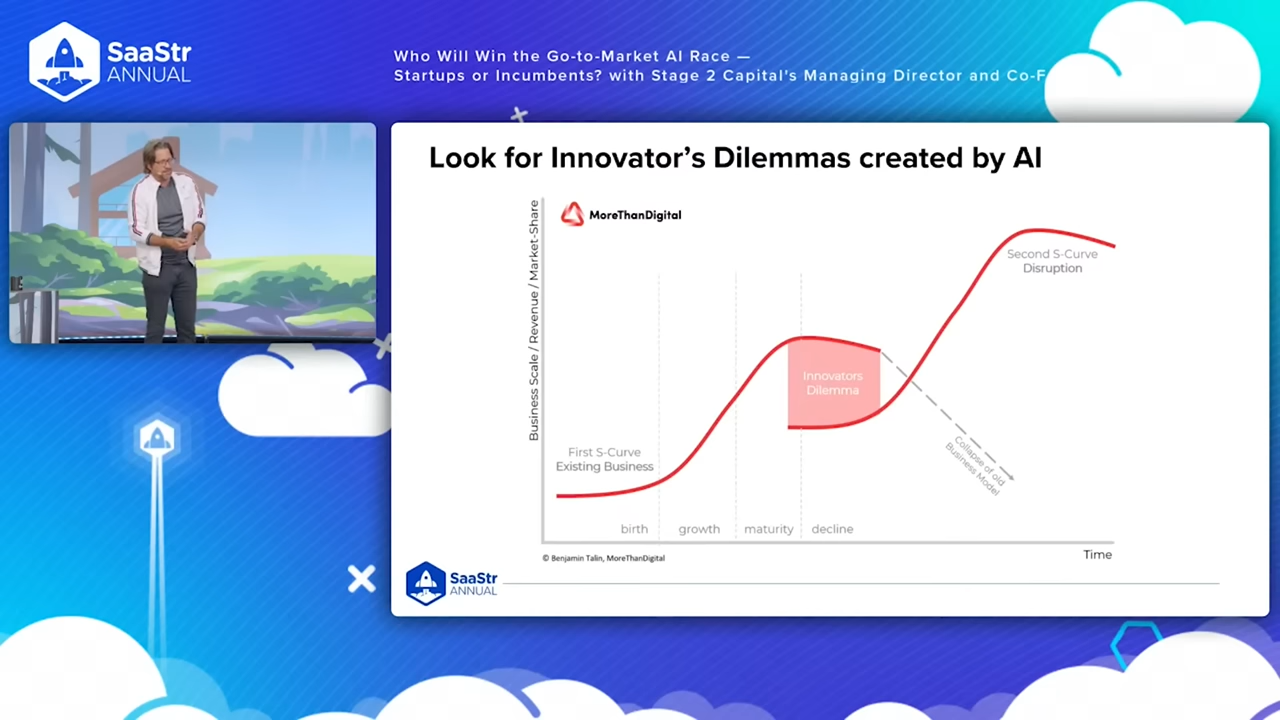 SaaStr
ANNUAL
Who Will Win the Go-to-Market AI Race —
Startups or Incumbents? with Stage 2 Capital's Managing Director and Co-F
Look for Innovator's Dilemmas created by AI
MoreThanDigital
Business Scale / Revenue / Market-Share
Second S-Curve
Disruption
Innovators
Dilemma
First S-Curve
Existing Business
Collapse of old
Business Model
birth
growth
maturity
decline
Time
© Benjamin Talin, MoreThanDigital
SaaStr
ANNUAL